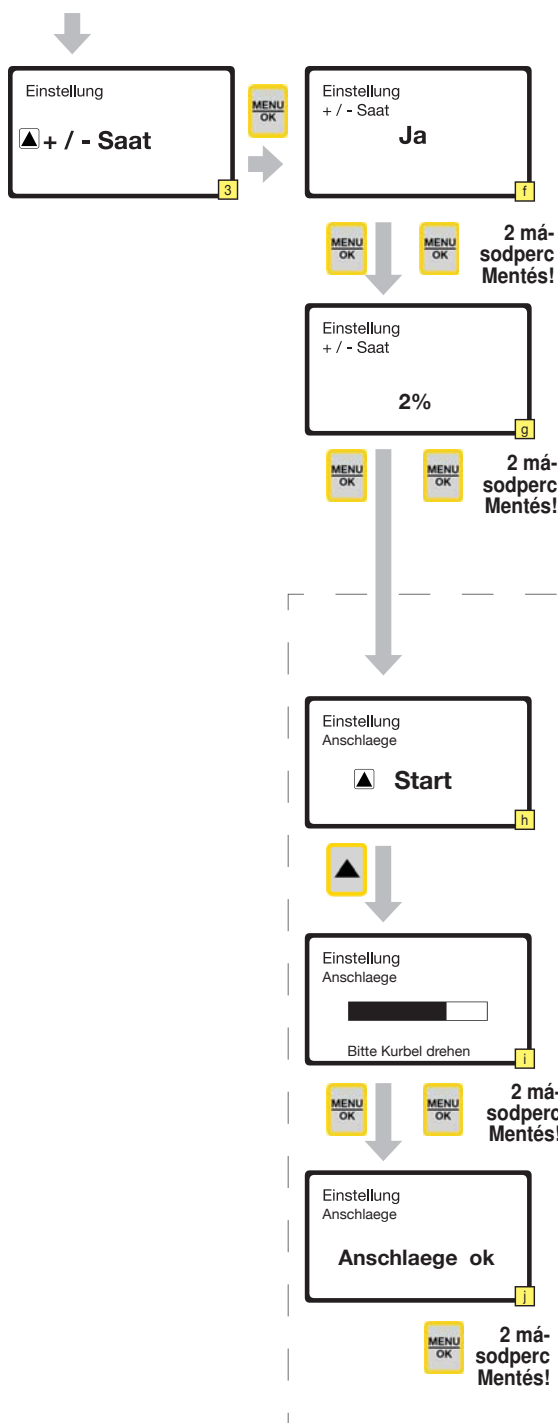 Einstellung
+ / - Saat
3
MENU
OK
Einstellung
+ / - Saat
Ja
f
MENU
OK
MENU
OK
2 má-
sodperc
Mentés!
Einstellung
+ / - Saat
2%
g
MENU
OK
MENU
OK
2 má-
sodperc
Mentés!
Einstellung
Anschlaege
Start
h
Einstellung
Anschlaege
Bitte Kurbel drehen
i
MENU
OK
MENU
OK
2 má-
sodperc
Mentés!
Einstellung
Anschlaege
Anschlaege ok
j
MENU
OK
2 má-
sodperc
Mentés!